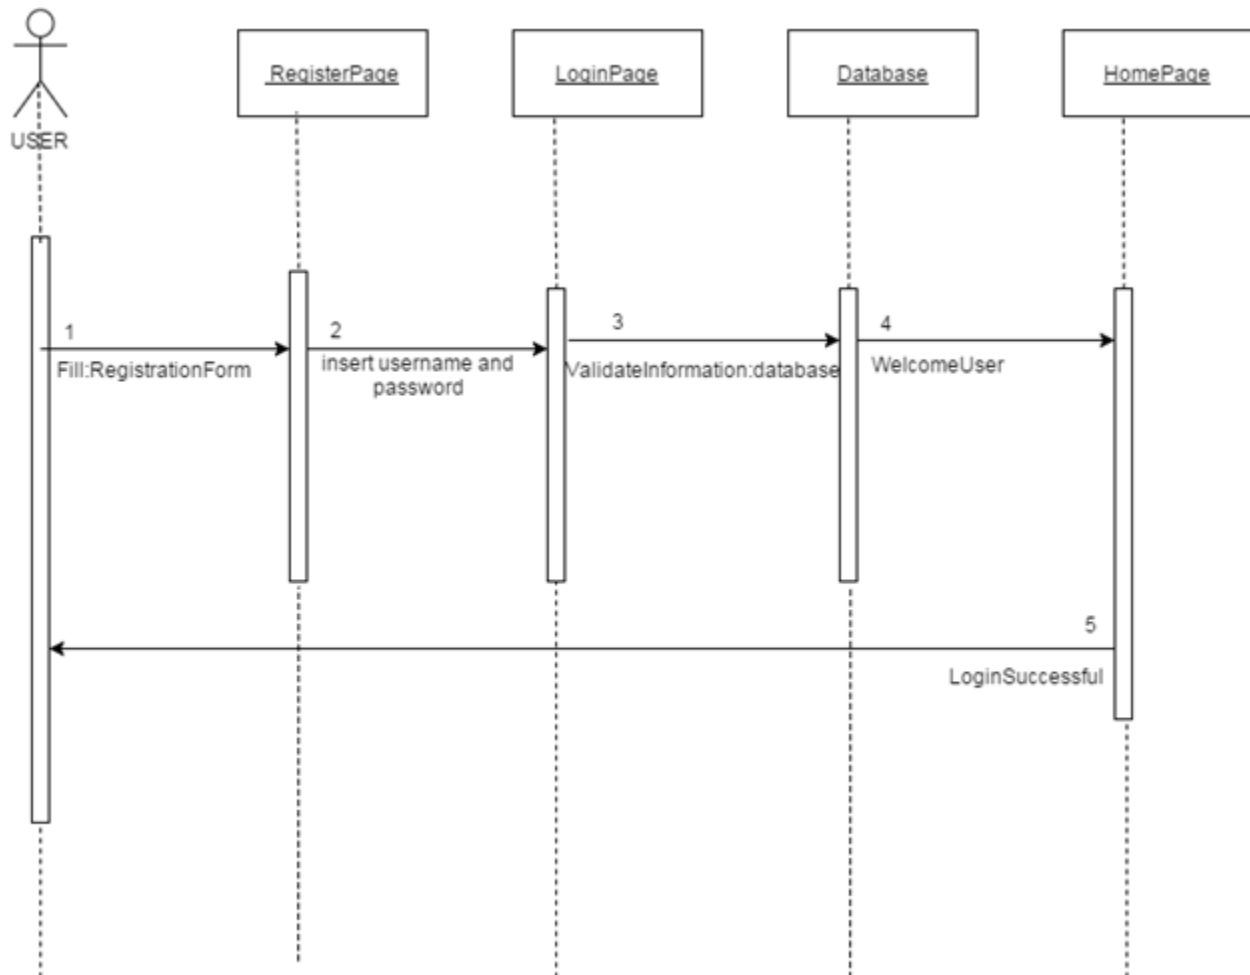 USER
RegisterPage
LoginPage
Database
HomePage
1
Fill:RegistrationForm
2
insert username and
password
3
ValidateInformation:database
4
WelcomeUser
5
LoginSuccessful